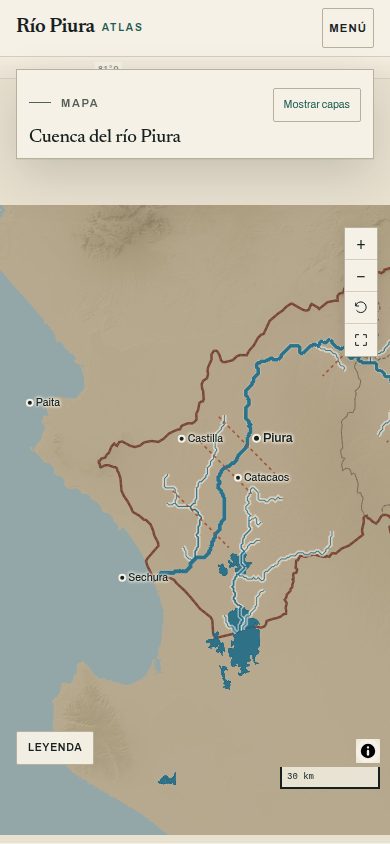 Río Piura ATLAS
MENÚ
81°O
MAPA
Mostrar capas
Cuenca del río Piura
+
−
Paita
Castilla
Piura
Catacaos
Sechura
LEYENDA
30 km